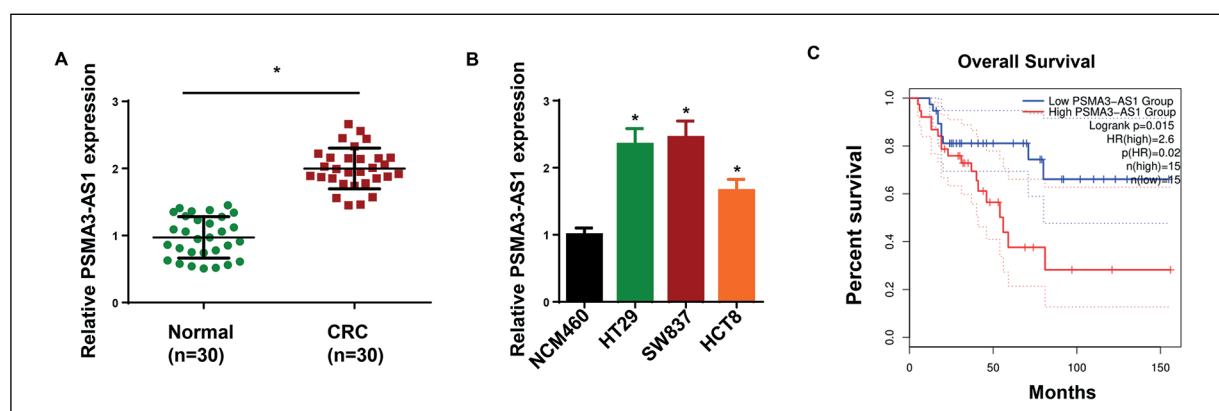 A
*
Relative PSMA3-AS1 expression
3
2
1
0
Normal
(n=30)
CRC
(n=30)
B
Relative PSMA3-AS1 expression
3
2
1
0
*
*
*
NCM460
HT29
SW837
HCT8
C
Overall Survival
Percent survival
1.0
0.8
0.6
0.4
0.2
0.0
Low PSMA3-AS1 Group
High PSMA3-AS1 Group
Logrank p=0.015
HR(high)=2.6
p(HR)=0.02
n(high)=15
n(low)=15
0 50 100 150
Months